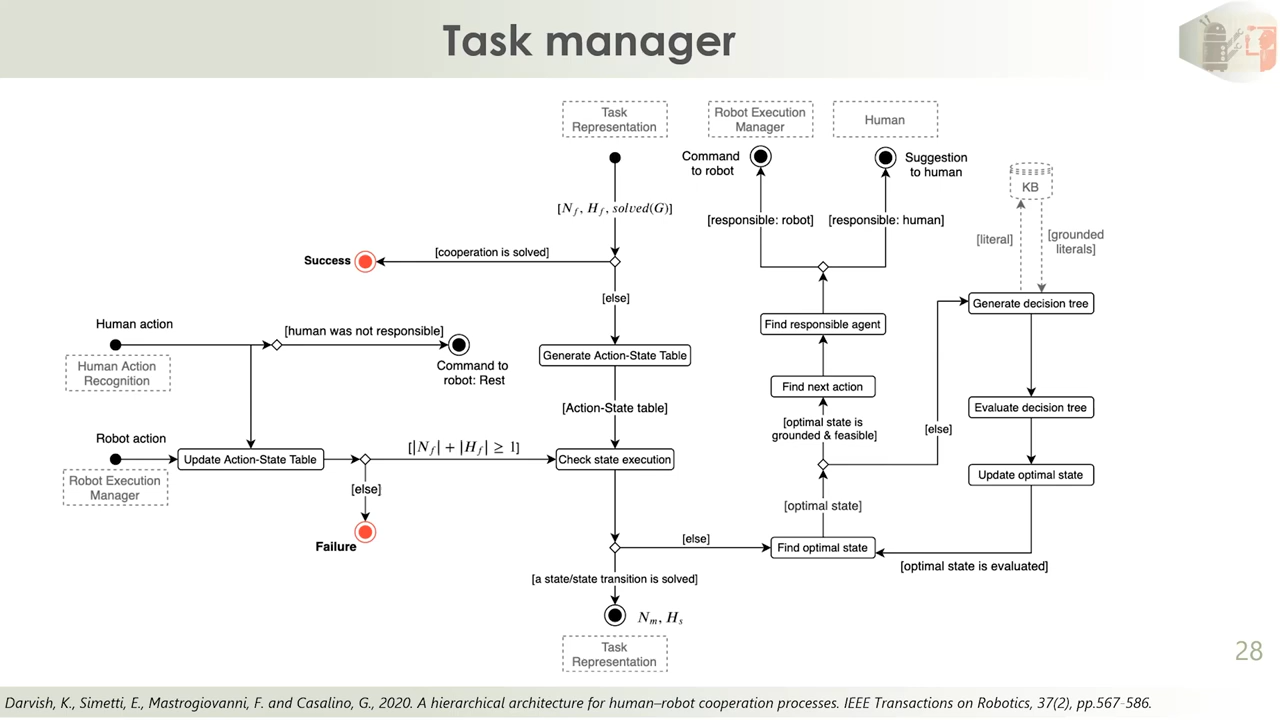 Task manager
Task
Representation
Robot Execution
Manager
Human
Command
to robot
Suggestion
to human
KB
[N_f, H_f, solved(G)]
[responsible: robot]
[responsible: human]
[literal]
[grounded
literals]
Success
[cooperation is solved]
[else]
Generate decision tree
Human action
[human was not responsible]
Find responsible agent
Human Action
Recognition
Command to
robot: Rest
Generate Action-State Table
Find next action
[Action-State table]
[optimal state is
grounded & feasible]
[else]
Evaluate decision tree
Robot action
[|N_f| + |H_f| ≥ 1]
Update Action-State Table
Check state execution
Robot Execution
Manager
[else]
Update optimal state
[optimal state]
Failure
[else]
Find optimal state
[optimal state is evaluated]
[a state/state transition is solved]
N_m, H_s
Task
Representation
28
Darvish, K., Simetti, E., Mastrogiovanni, F. and Casalino, G., 2020. A hierarchical architecture for human–robot cooperation processes. IEEE Transactions on Robotics, 37(2), pp.567-586.